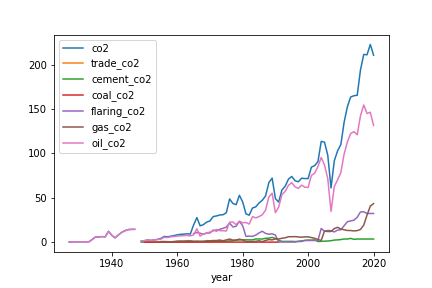 co2
trade_co2
cement_co2
coal_co2
flaring_co2
gas_co2
oil_co2
200
150
100
50
0
1940
1960
1980
2000
2020
year